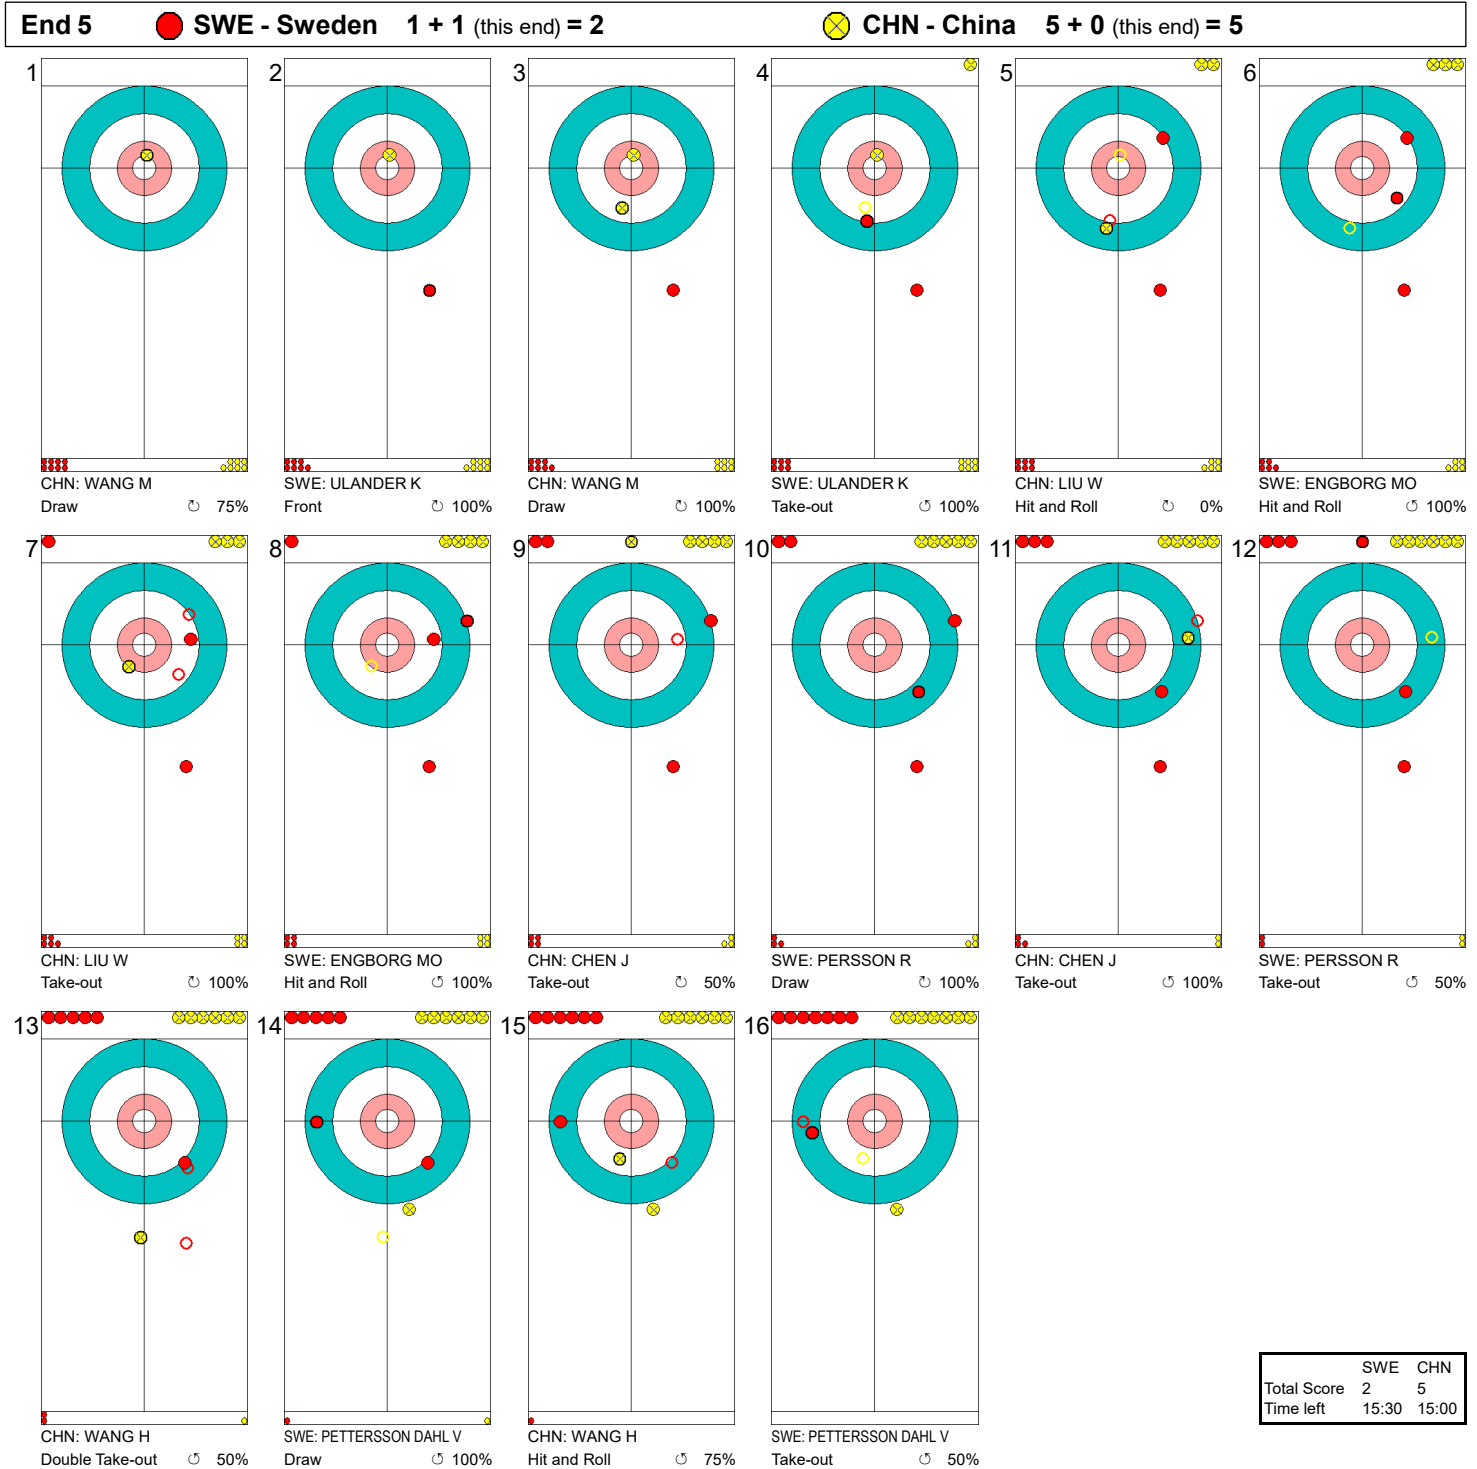 End 5 SWE - Sweden 1 + 1 (this end) = 2 CHN - China 5 + 0 (this end) = 5
1 2 3 4 5 6
CHN: WANG M SWE: ULANDER K CHN: WANG M SWE: ULANDER K CHN: LIU W SWE: ENGBORG MO
Draw ↻ 75% Front ↻ 100% Draw ↻ 100% Take-out ↻ 100% Hit and Roll ↻ 0% Hit and Roll ↺ 100%
7 8 9 10 11 12
CHN: LIU W SWE: ENGBORG MO CHN: CHEN J SWE: PERSSON R CHN: CHEN J SWE: PERSSON R
Take-out ↺ 100% Hit and Roll ↺ 100% Take-out ↻ 50% Draw ↺ 100% Take-out ↺ 100% Take-out ↺ 50%
13 14 15 16
CHN: WANG H SWE: PETTERSSON DAHL V CHN: WANG H SWE: PETTERSSON DAHL V
Double Take-out ↺ 50% Draw ↺ 100% Hit and Roll ↺ 75% Take-out ↺ 50%
SWE CHN
Total Score 2 5
Time left 15:30 15:00